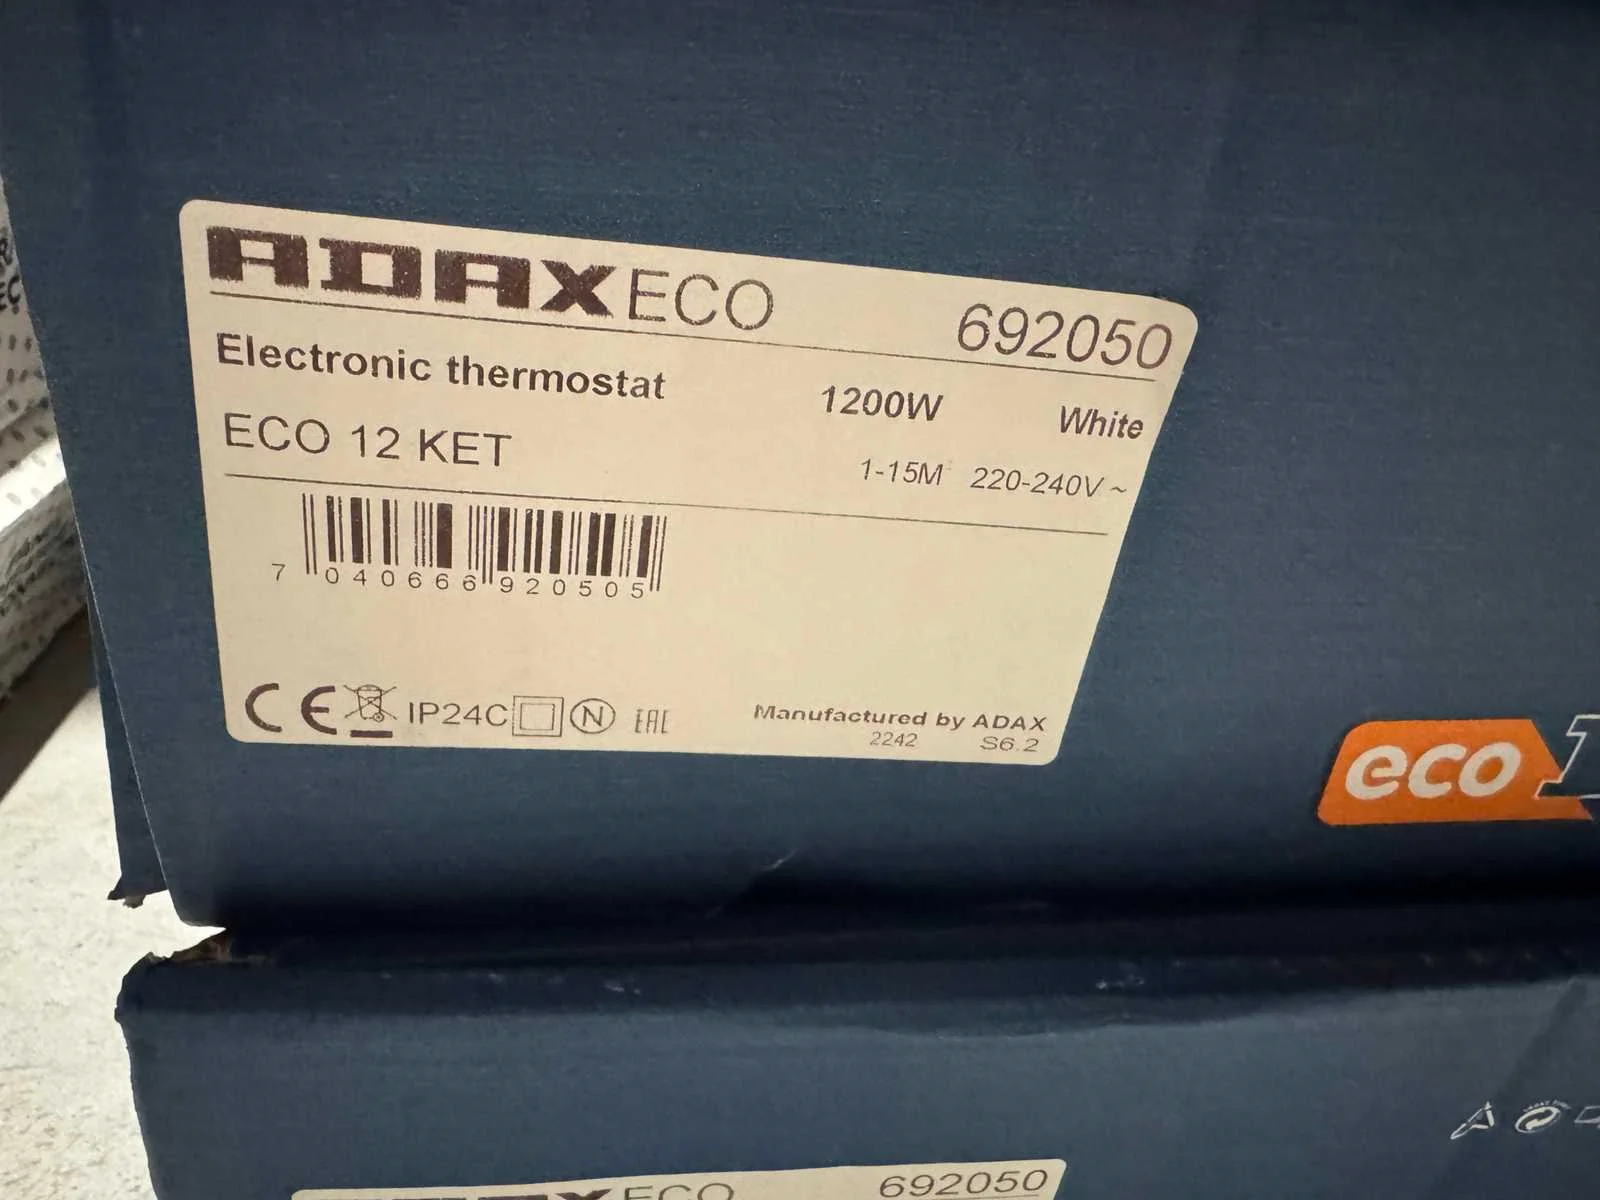 ADAX ECO 692050
Electronic thermostat 1200W White
ECO 12 KET 1-15M 220-240V ~
7 040666 920505
CE IP24C N EAC
Manufactured by ADAX
2242 S6.2
eco
ECO 692050